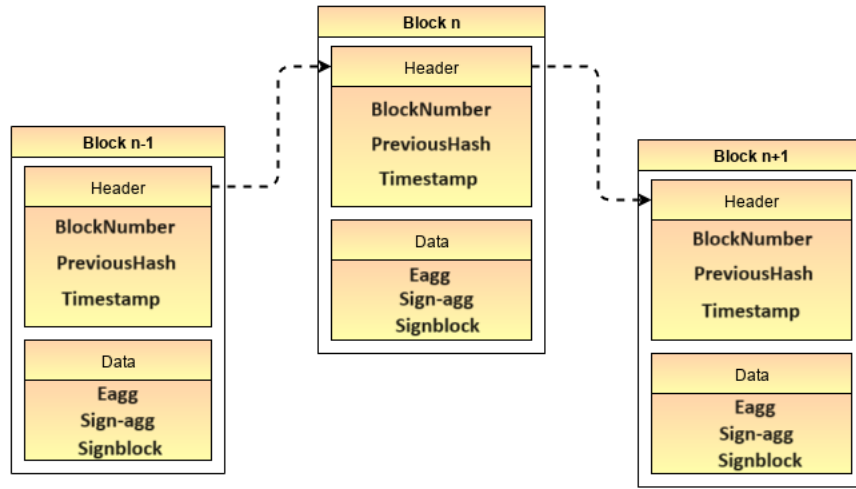 Block n-1
Header
BlockNumber
PreviousHash
Timestamp
Data
Eagg
Sign-agg
Signblock
Block n
Header
BlockNumber
PreviousHash
Timestamp
Data
Eagg
Sign-agg
Signblock
Block n+1
Header
BlockNumber
PreviousHash
Timestamp
Data
Eagg
Sign-agg
Signblock